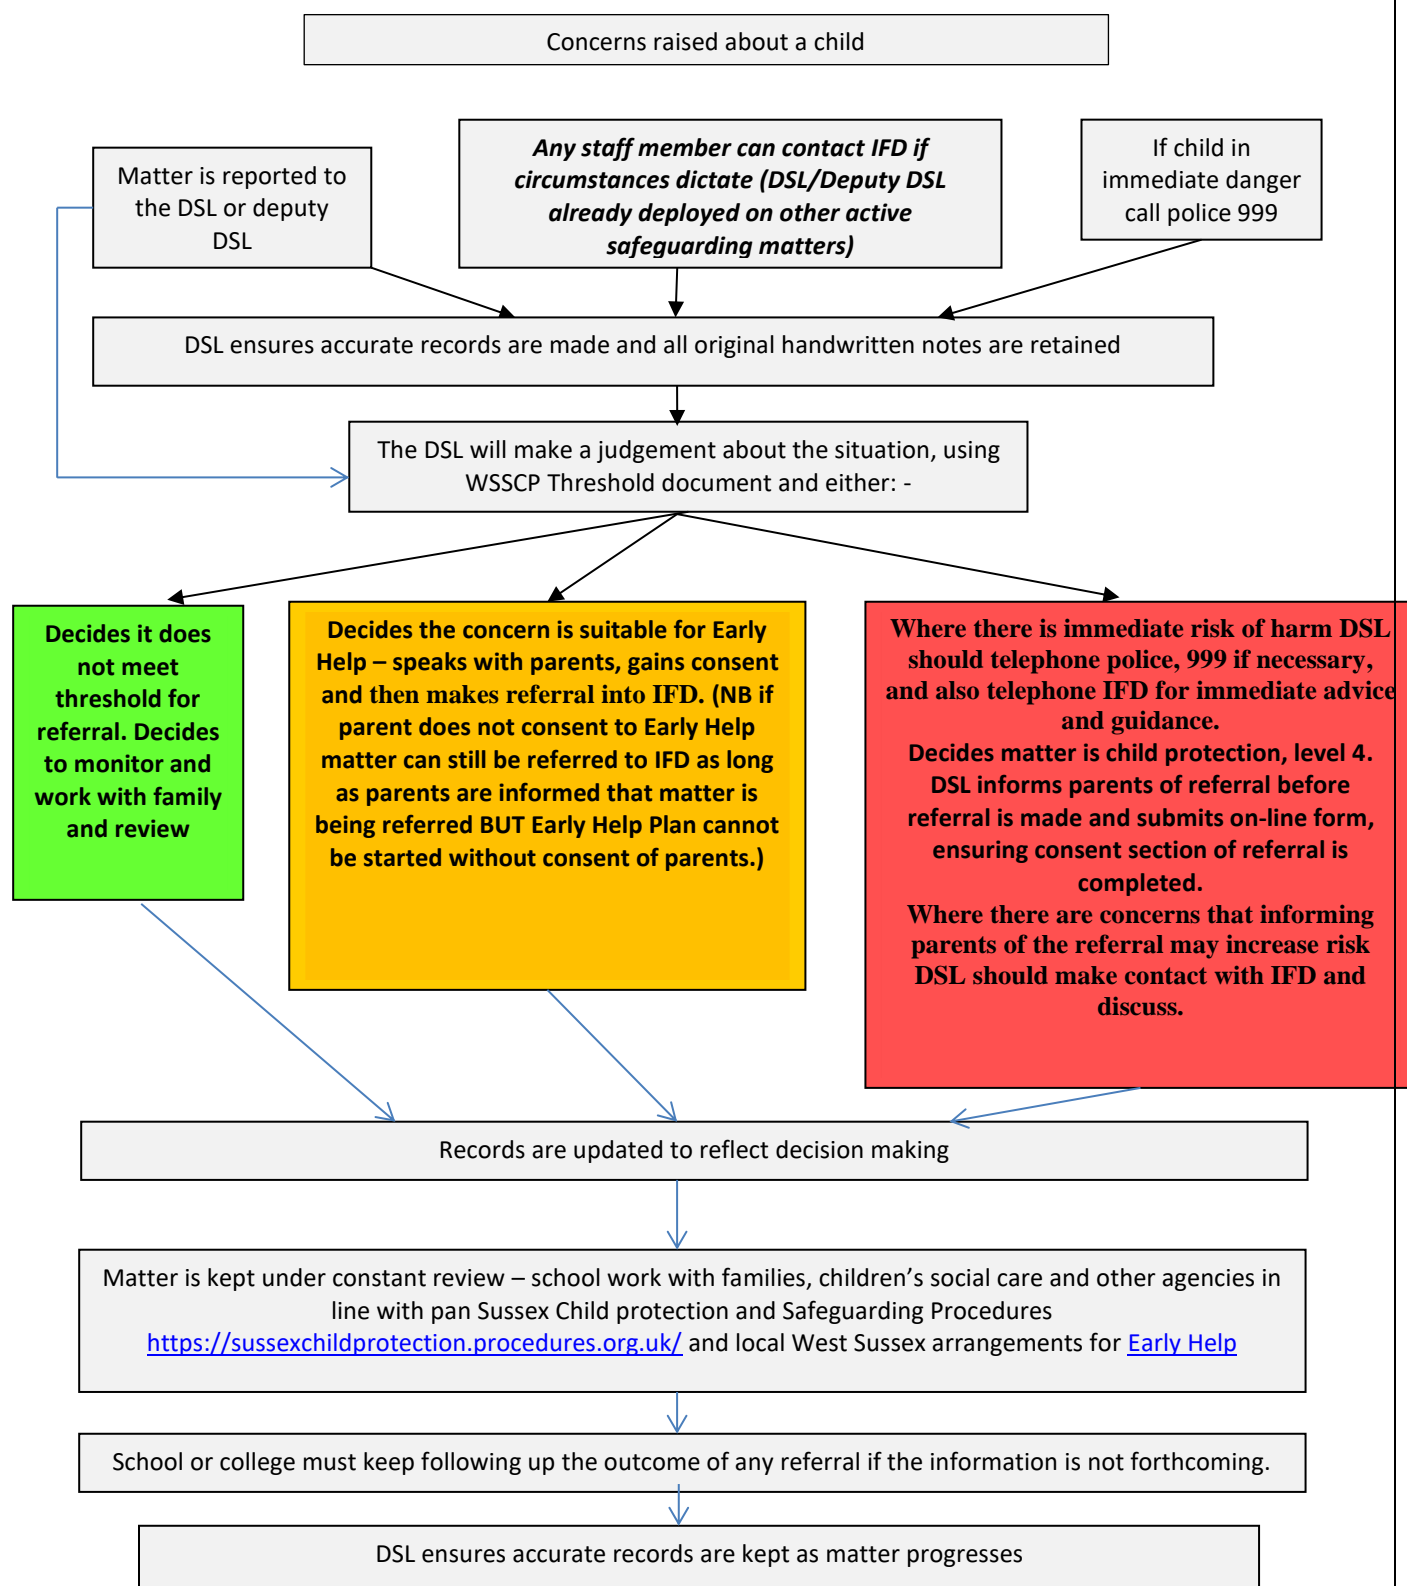 Concerns raised about a child
Matter is reported to
the DSL or deputy
DSL
Any staff member can contact IFD if
circumstances dictate (DSL/Deputy DSL
already deployed on other active
safeguarding matters)
If child in
immediate danger
call police 999
DSL ensures accurate records are made and all original handwritten notes are retained
The DSL will make a judgement about the situation, using
WSSCP Threshold document and either: -
Decides it does
not meet
threshold for
referral. Decides
to monitor and
work with family
and review
Decides the concern is suitable for Early
Help – speaks with parents, gains consent
and then makes referral into IFD. (NB if
parent does not consent to Early Help
matter can still be referred to IFD as long
as parents are informed that matter is
being referred BUT Early Help Plan cannot
be started without consent of parents.)
Where there is immediate risk of harm DSL
should telephone police, 999 if necessary,
and also telephone IFD for immediate advice
and guidance.
Decides matter is child protection, level 4.
DSL informs parents of referral before
referral is made and submits on-line form,
ensuring consent section of referral is
completed.
Where there are concerns that informing
parents of the referral may increase risk
DSL should make contact with IFD and
discuss.
Records are updated to reflect decision making
Matter is kept under constant review – school work with families, children’s social care and other agencies in
line with pan Sussex Child protection and Safeguarding Procedures
https://sussexchildprotection.procedures.org.uk/ and local West Sussex arrangements for Early Help
School or college must keep following up the outcome of any referral if the information is not forthcoming.
DSL ensures accurate records are kept as matter progresses